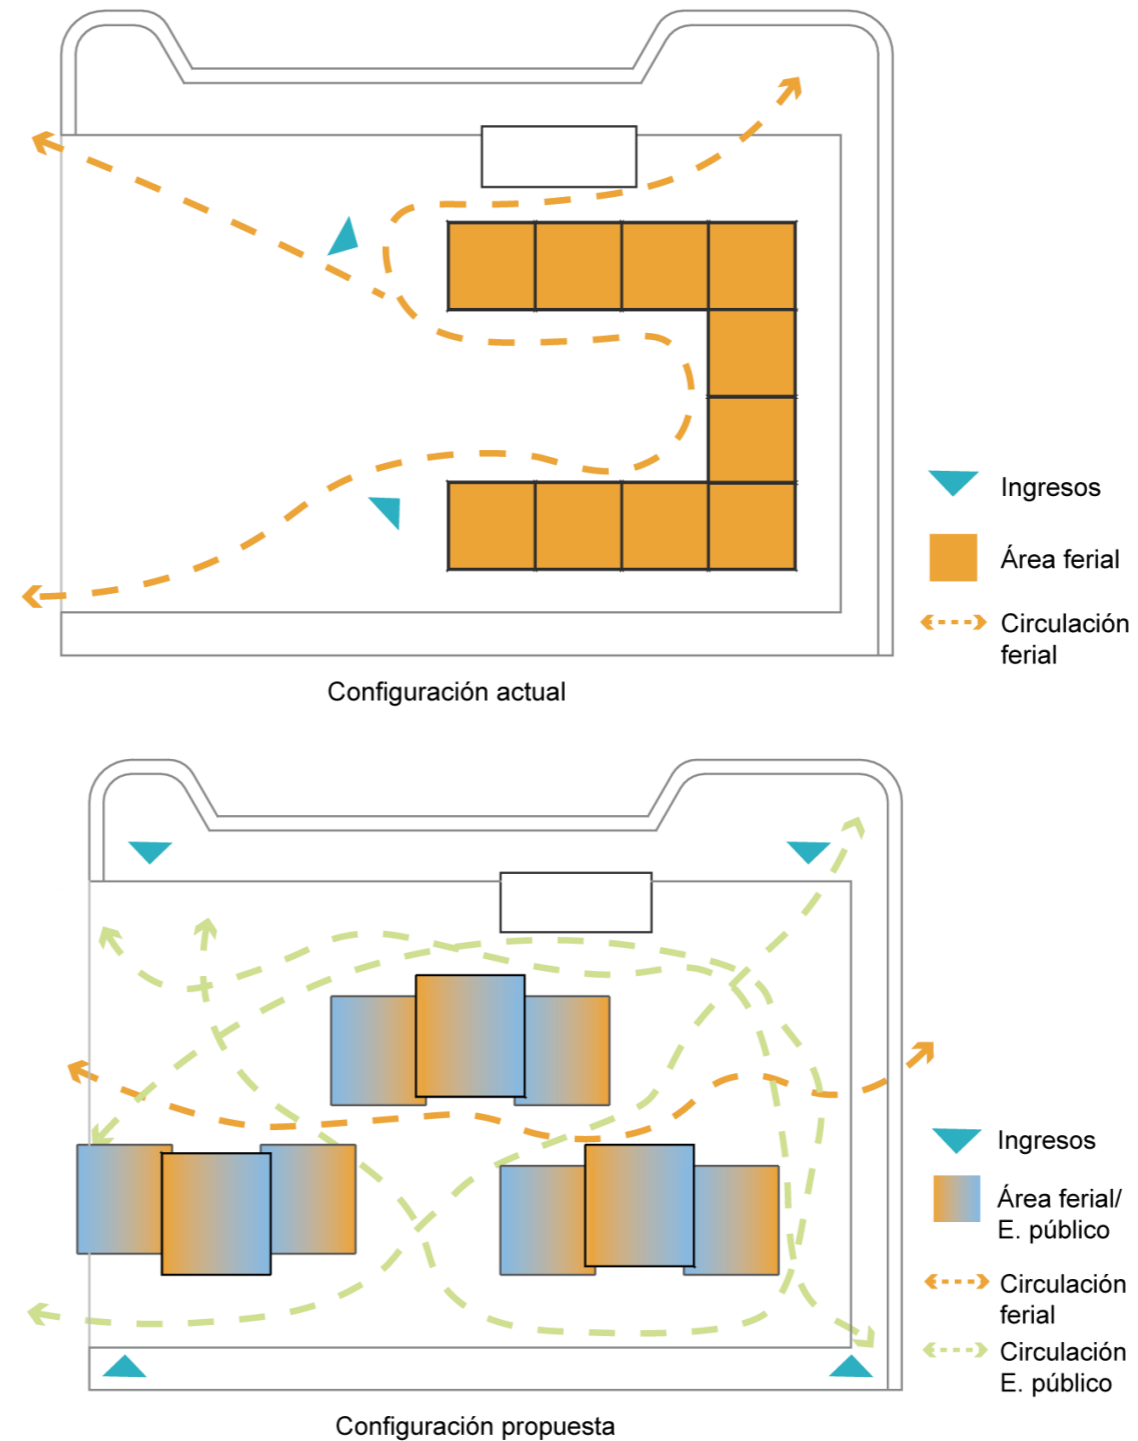 Ingresos
Área ferial
Circulación
ferial
Configuración actual
Ingresos
Área ferial/
E. público
Circulación
ferial
Circulación
E. público
Configuración propuesta